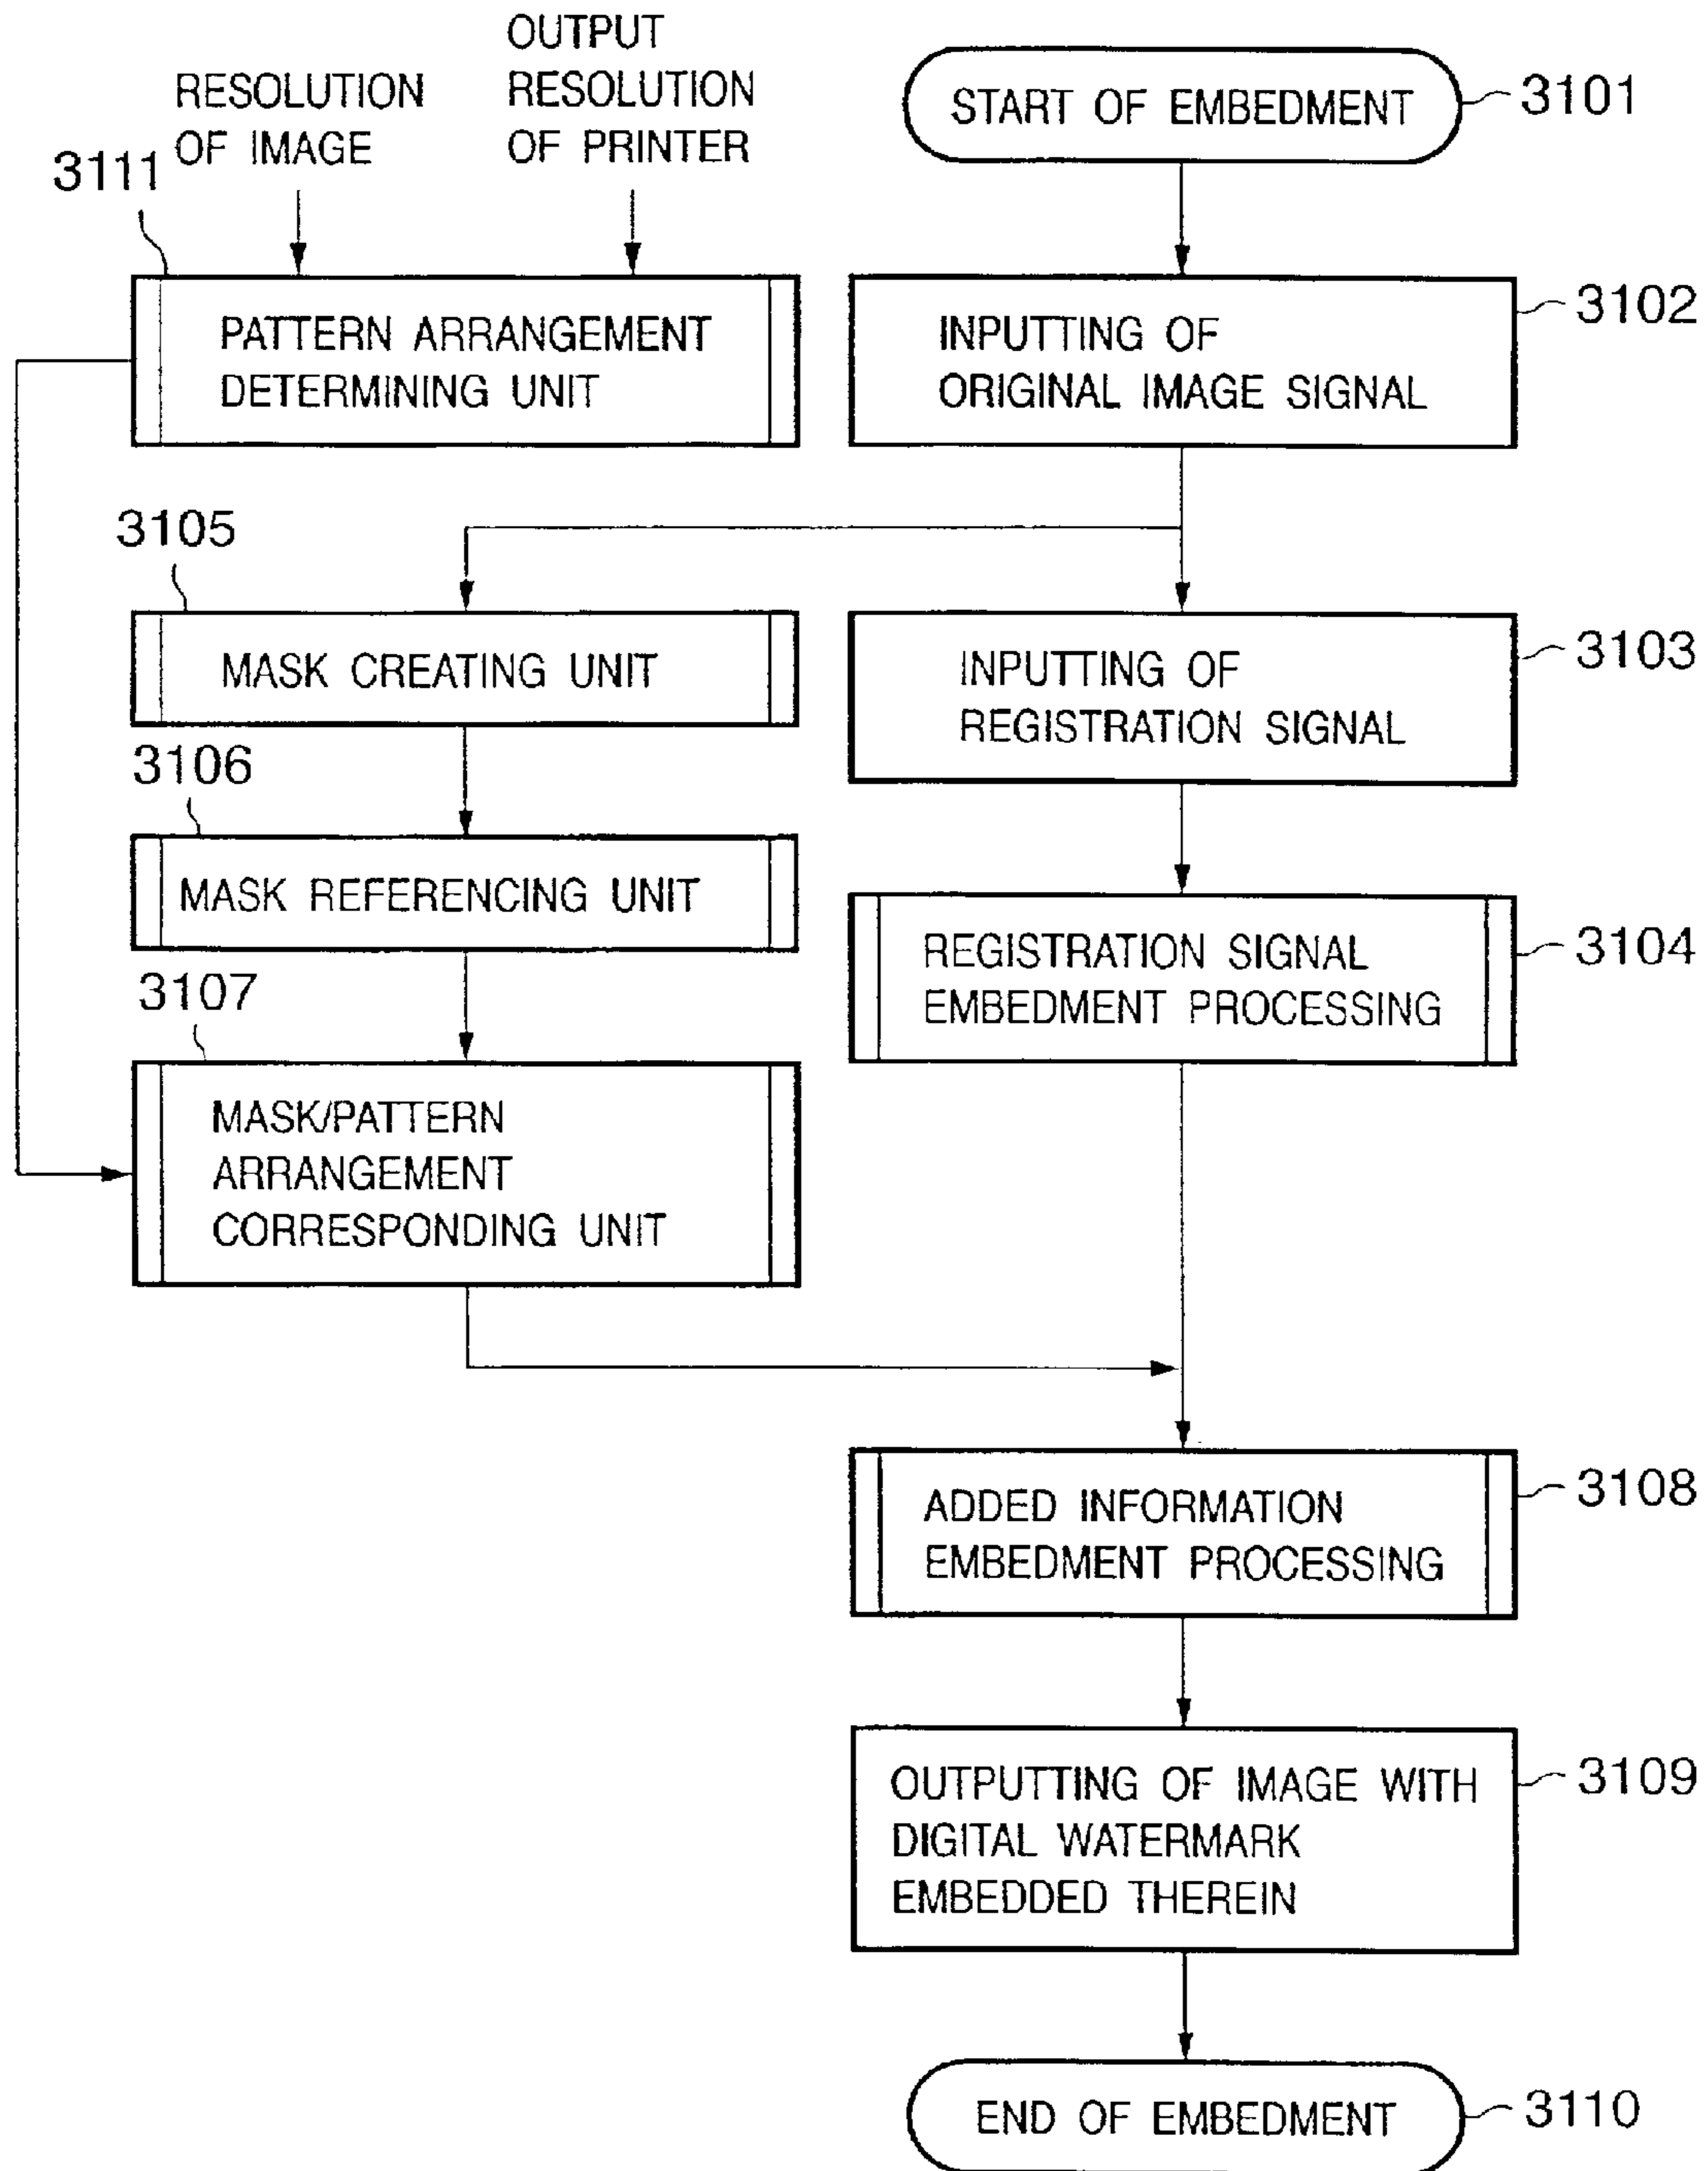 RESOLUTION
OF IMAGE
OUTPUT
RESOLUTION
OF PRINTER
START OF EMBEDMENT
3101
3111
PATTERN ARRANGEMENT
DETERMINING UNIT
INPUTTING OF
ORIGINAL IMAGE SIGNAL
3102
3105
MASK CREATING UNIT
INPUTTING OF
REGISTRATION SIGNAL
3103
3106
MASK REFERENCING UNIT
REGISTRATION SIGNAL
EMBEDMENT PROCESSING
3104
3107
MASK/PATTERN
ARRANGEMENT
CORRESPONDING UNIT
ADDED INFORMATION
EMBEDMENT PROCESSING
3108
OUTPUTTING OF IMAGE WITH
DIGITAL WATERMARK
EMBEDDED THEREIN
3109
END OF EMBEDMENT
3110